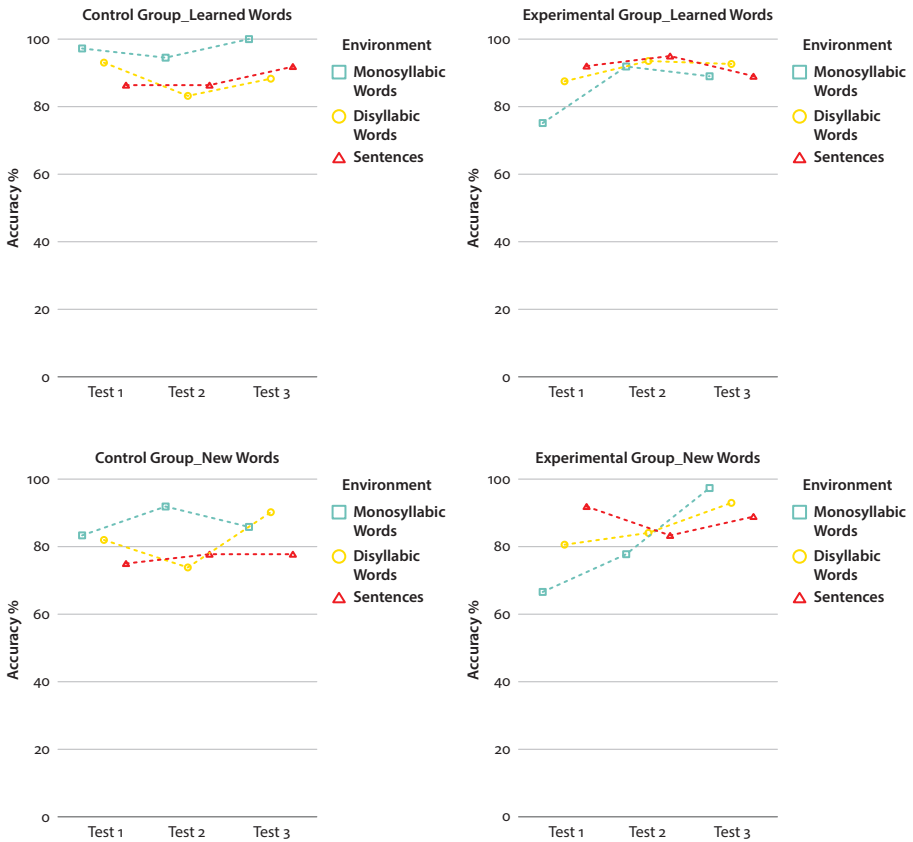 Control Group_Learned Words
Accuracy %
100
80
60
40
20
0
Test 1 Test 2 Test 3
Environment
Monosyllabic
Words
Disyllabic
Words
Sentences
Experimental Group_Learned Words
Accuracy %
100
80
60
40
20
0
Test 1 Test 2 Test 3
Environment
Monosyllabic
Words
Disyllabic
Words
Sentences
Control Group_New Words
Accuracy %
100
80
60
40
20
0
Test 1 Test 2 Test 3
Environment
Monosyllabic
Words
Disyllabic
Words
Sentences
Experimental Group_New Words
Accuracy %
100
80
60
40
20
0
Test 1 Test 2 Test 3
Environment
Monosyllabic
Words
Disyllabic
Words
Sentences